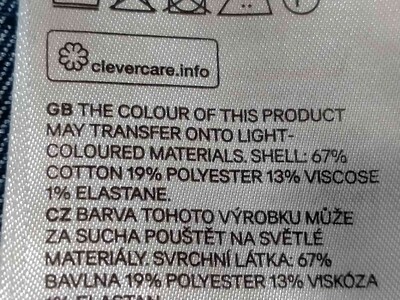 clevercare.info
GB THE COLOUR OF THIS PRODUCT
MAY TRANSFER ONTO LIGHT-
COLOURED MATERIALS. SHELL: 67%
COTTON 19% POLYESTER 13% VISCOSE
1% ELASTANE.
CZ BARVA TOHOTO VÝROBKU MŮŽE
ZA SUCHA POUŠTĚT NA SVĚTLÉ
MATERIÁLY. SVRCHNÍ LÁTKA: 67%
BAVLNA 19% POLYESTER 13% VISKÓZA
1% ELASTAN